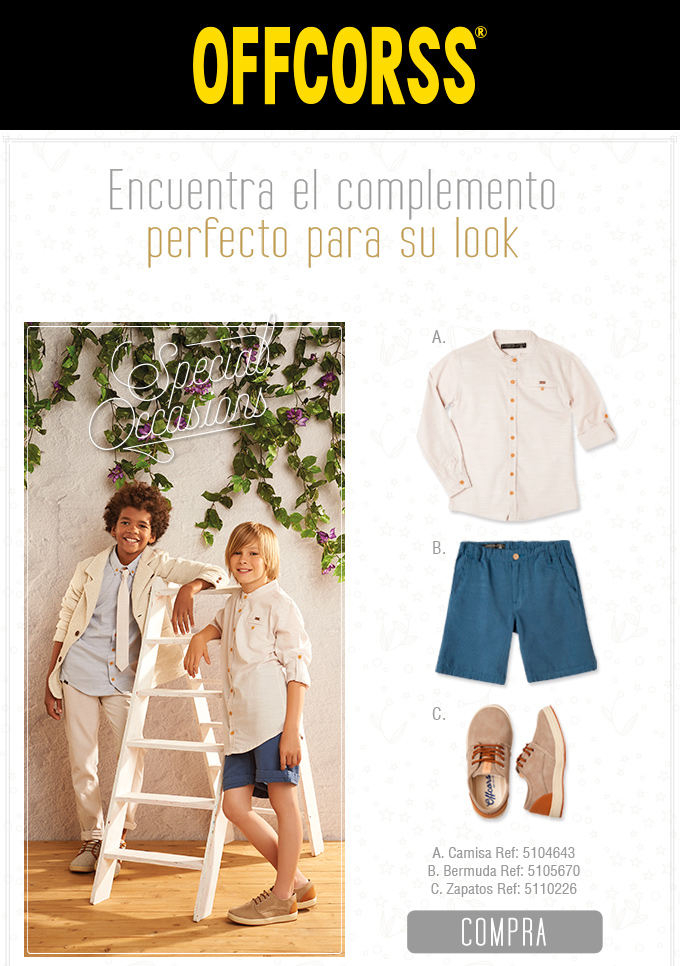 OFFCORSS®
Encuentra el complemento
perfecto para su look
Special
Occasions
A.
B.
C.
offcorss
A. Camisa Ref: 5104643
B. Bermuda Ref: 5105670
C. Zapatos Ref: 5110226
COMPRA